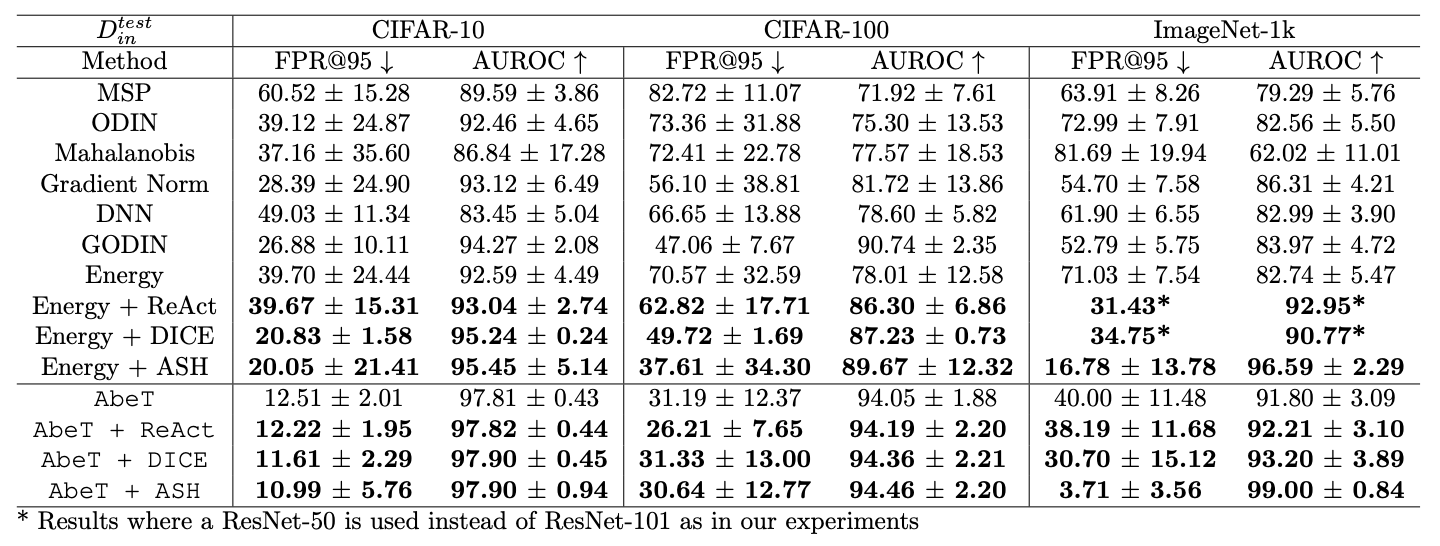 D_in^test CIFAR-10 CIFAR-100 ImageNet-1k
Method FPR@95 ↓ AUROC ↑ FPR@95 ↓ AUROC ↑ FPR@95 ↓ AUROC ↑
MSP 60.52 ± 15.28 89.59 ± 3.86 82.72 ± 11.07 71.92 ± 7.61 63.91 ± 8.26 79.29 ± 5.76
ODIN 39.12 ± 24.87 92.46 ± 4.65 73.36 ± 31.88 75.30 ± 13.53 72.99 ± 7.91 82.56 ± 5.50
Mahalanobis 37.16 ± 35.60 86.84 ± 17.28 72.41 ± 22.78 77.57 ± 18.53 81.69 ± 19.94 62.02 ± 11.01
Gradient Norm 28.39 ± 24.90 93.12 ± 6.49 56.10 ± 38.81 81.72 ± 13.86 54.70 ± 7.58 86.31 ± 4.21
DNN 49.03 ± 11.34 83.45 ± 5.04 66.65 ± 13.88 78.60 ± 5.82 61.90 ± 6.55 82.99 ± 3.90
GODIN 26.88 ± 10.11 94.27 ± 2.08 47.06 ± 7.67 90.74 ± 2.35 52.79 ± 5.75 83.97 ± 4.72
Energy 39.70 ± 24.44 92.59 ± 4.49 70.57 ± 32.59 78.01 ± 12.58 71.03 ± 7.54 82.74 ± 5.47
Energy + ReAct 39.67 ± 15.31 93.04 ± 2.74 62.82 ± 17.71 86.30 ± 6.86 31.43* 92.95*
Energy + DICE 20.83 ± 1.58 95.24 ± 0.24 49.72 ± 1.69 87.23 ± 0.73 34.75* 90.77*
Energy + ASH 20.05 ± 21.41 95.45 ± 5.14 37.61 ± 34.30 89.67 ± 12.32 16.78 ± 13.78 96.59 ± 2.29
AbeT 12.51 ± 2.01 97.81 ± 0.43 31.19 ± 12.37 94.05 ± 1.88 40.00 ± 11.48 91.80 ± 3.09
AbeT + ReAct 12.22 ± 1.95 97.82 ± 0.44 26.21 ± 7.65 94.19 ± 2.20 38.19 ± 11.68 92.21 ± 3.10
AbeT + DICE 11.61 ± 2.29 97.90 ± 0.45 31.33 ± 13.00 94.36 ± 2.21 30.70 ± 15.12 93.20 ± 3.89
AbeT + ASH 10.99 ± 5.76 97.90 ± 0.94 30.64 ± 12.77 94.46 ± 2.20 3.71 ± 3.56 99.00 ± 0.84
* Results where a ResNet-50 is used instead of ResNet-101 as in our experiments